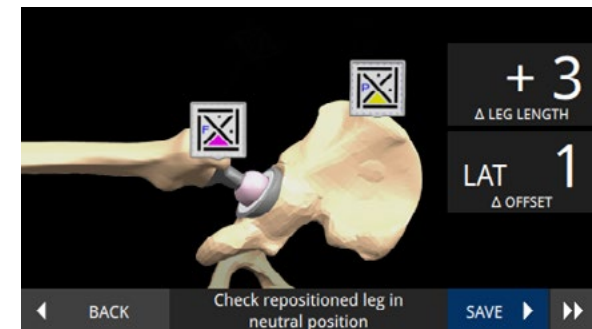 + 3
Δ LEG LENGTH
P
F
LAT 1
Δ OFFSET
BACK
Check repositioned leg in
neutral position
SAVE